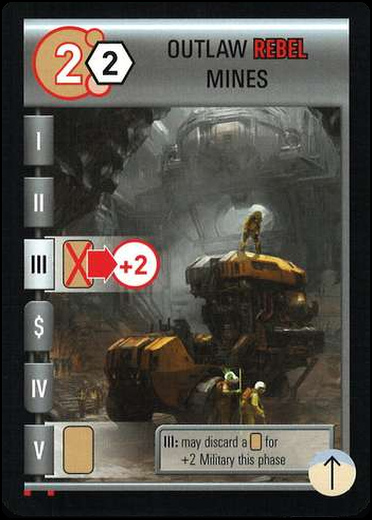 2 2
OUTLAW REBEL
MINES
I
II
III +2
$
IV
V
III: may discard a for
+2 Military this phase